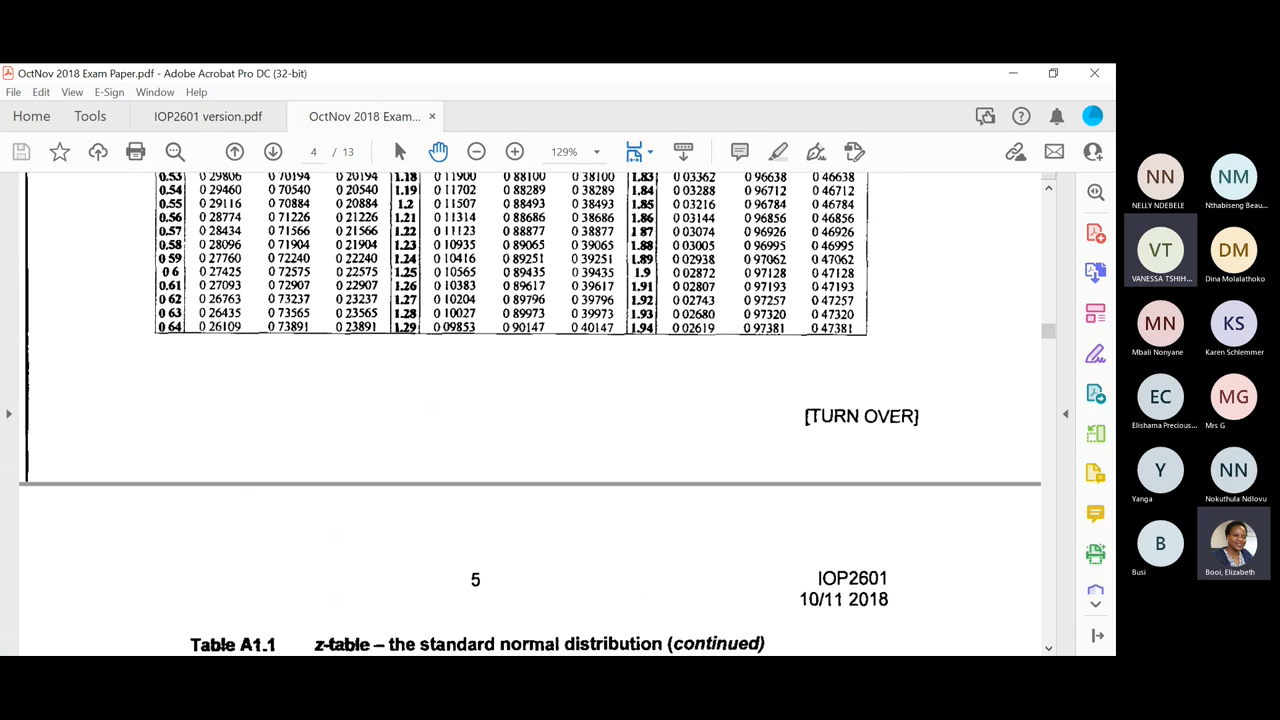 OctNov 2018 Exam Paper.pdf - Adobe Acrobat Pro DC (32-bit)
File Edit View E-Sign Window Help
Home Tools IOP2601 version.pdf OctNov 2018 Exam... ×
4 / 13 129%
0.53 0 29806 0 70194 0 20194 1.18 0 11900 0 88100 0 38100 1.83 0 03362 0 96638 0 46638
0.54 0 29460 0 70540 0 20540 1.19 0 11702 0 88289 0 38289 1.84 0 03288 0 96712 0 46712
0.55 0 29116 0 70884 0 20884 1.2 0 11507 0 88493 0 38493 1.85 0 03216 0 96784 0 46784
0.56 0 28774 0 71226 0 21226 1.21 0 11314 0 88686 0 38686 1.86 0 03144 0 96856 0 46856
0.57 0 28434 0 71566 0 21566 1.22 0 11123 0 88877 0 38877 1 87 0 03074 0 96926 0 46926
0.58 0 28096 0 71904 0 21904 1.23 0 10935 0 89065 0 39065 1.88 0 03005 0 96995 0 46995
0 59 0 27760 0 72240 0 22240 1.24 0 10416 0 89251 0 39251 1.89 0 02938 0 97062 0 47062
0 6 0 27425 0 72575 0 22575 1.25 0 10565 0 89435 0 39435 1.9 0 02872 0 97128 0 47128
0.61 0 27093 0 72907 0 22907 1.26 0 10383 0 89617 0 39617 1.91 0 02807 0 97193 0 47193
0 62 0 26763 0 73237 0 23237 1.27 0 10204 0 89796 0 39796 1.92 0 02743 0 97257 0 47257
0 63 0 26435 0 73565 0 23565 1.28 0 10027 0 89973 0 39973 1.93 0 02680 0 97320 0 47320
0 64 0 26109 0 73891 0 23891 1.29 0 09853 0 90147 0 40147 1.94 0 02619 0 97381 0 47381
[TURN OVER]
5 IOP2601
10/11 2018
Table A1.1 z-table – the standard normal distribution (continued)
NN NM
NELLY NDEBELE Nthabiseng Beau...
VT DM
VANESSA TSHIH... Dina Molalathoko
MN KS
Mbali Nonyane Karen Schlemmer
EC MG
Elishama Precious... Mrs G
Y NN
Yanga Nokuthula Ndlovu
B
Busi Booi, Elizabeth